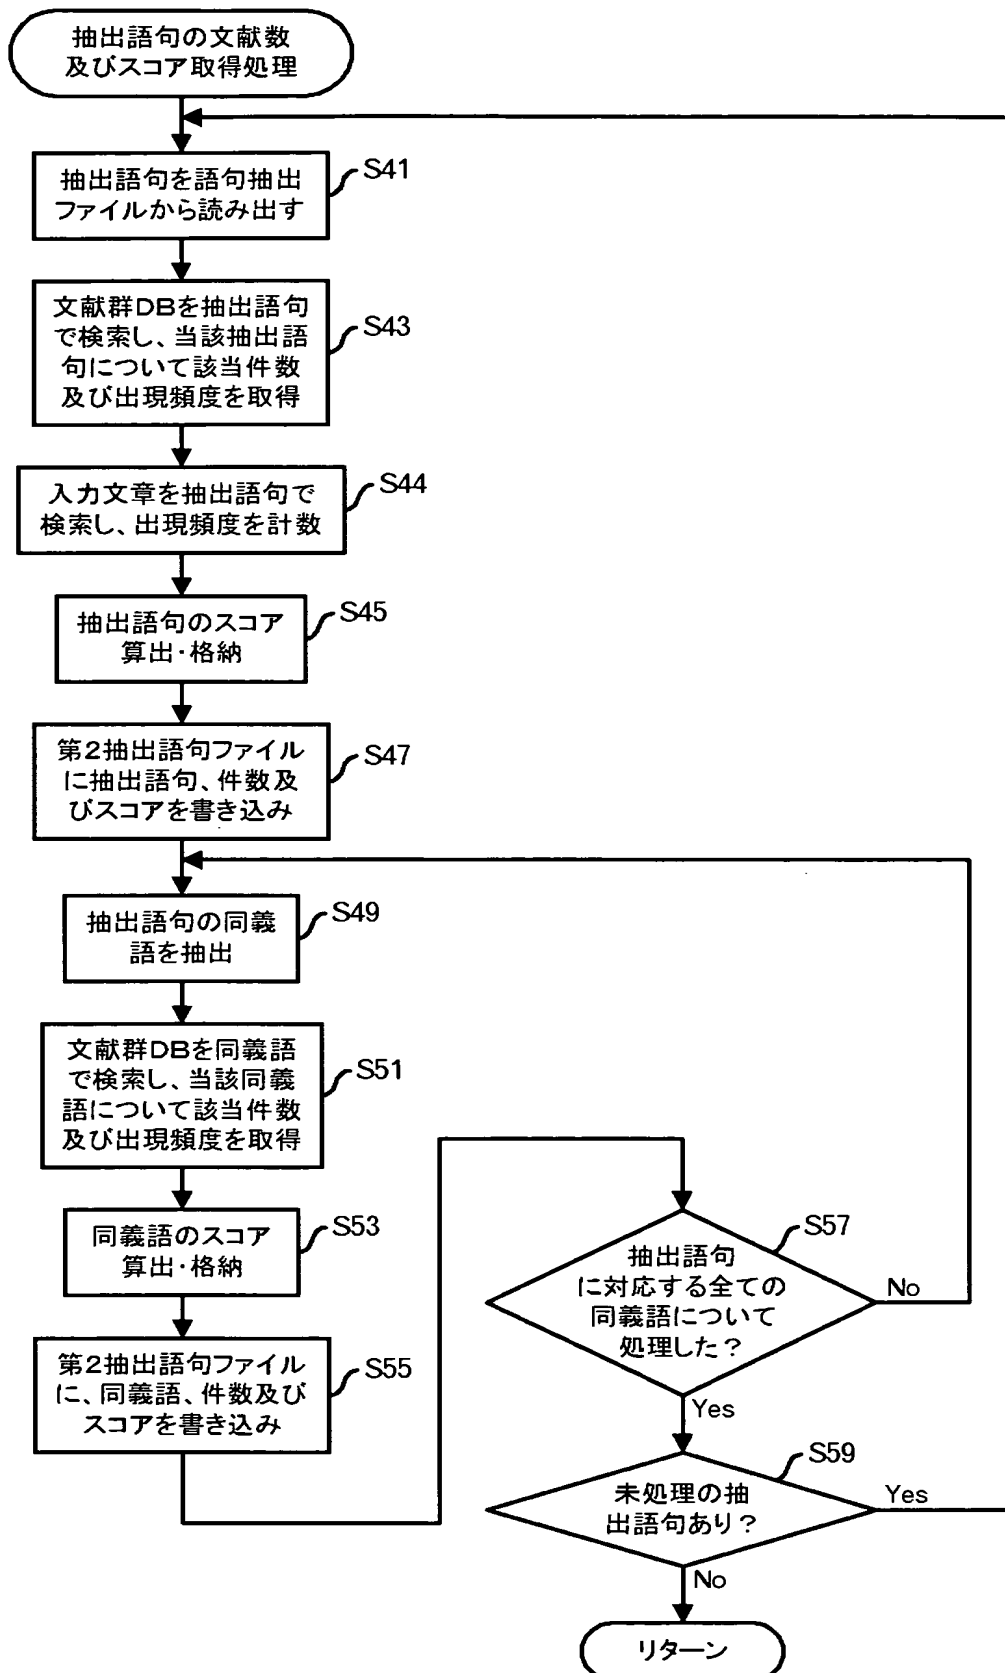 抽出語句の文献数
及びスコア取得処理
抽出語句を語句抽出
ファイルから読み出す
S41
文献群DBを抽出語句
で検索し、当該抽出語
句について該当件数
及び出現頻度を取得
S43
入力文章を抽出語句で
検索し、出現頻度を計数
S44
抽出語句のスコア
算出・格納
S45
第2抽出語句ファイル
に抽出語句、件数及
びスコアを書き込み
S47
抽出語句の同義
語を抽出
S49
文献群DBを同義語
で検索し、当該同義
語について該当件数
及び出現頻度を取得
S51
同義語のスコア
算出・格納
S53
第2抽出語句ファイル
に、同義語、件数及び
スコアを書き込み
S55
抽出語句
に対応する全ての
同義語について
処理した?
S57
No
Yes
未処理の抽
出語句あり?
S59
Yes
No
リターン